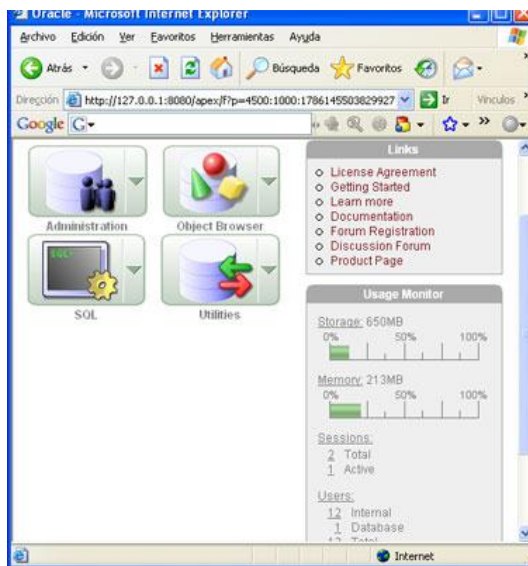 Oracle - Microsoft Internet Explorer
Archivo Edición Ver Favoritos Herramientas Ayuda
Atrás Búsqueda Favoritos
Dirección http://127.0.0.1:8080/apex/f?p=4500:1000:1786145503829927 Ir Vínculos
Google G »
Links
License Agreement
Getting Started
Learn more
Documentation
Forum Registration
Discussion Forum
Product Page
Administration Object Browser
SQL>
SQL Utilities
Usage Monitor
Storage: 650MB
0% 50% 100%
Memory: 213MB
0% 50% 100%
Sessions:
2 Total
1 Active
Users:
12 Internal
1 Database
Internet